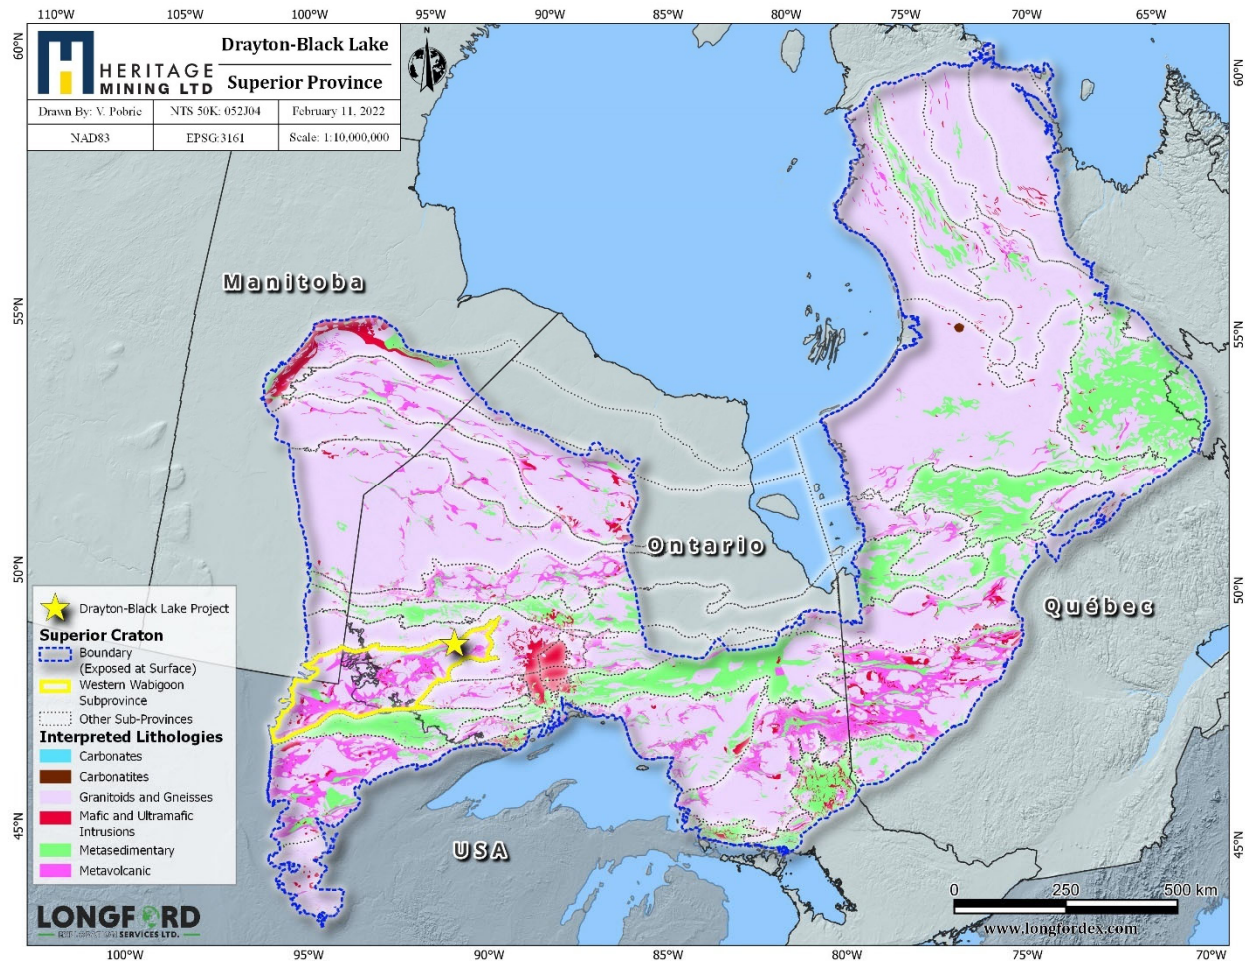 110°W
105°W
100°W
95°W
90°W
85°W
80°W
75°W
70°W
65°W
60°N
60°N
HERITAGE
MINING LTD
Drayton-Black Lake
Superior Province
Drawn By: V. Pobric
NTS 50K: 052J04
February 11, 2022
NAD83
EPSG:3161
Scale: 1:10,000,000
N
Manitoba
55°N
55°N
Ontario
50°N
50°N
Québec
Drayton-Black Lake Project
Superior Craton
Boundary
(Exposed at Surface)
Western Wabigoon
Subprovince
Other Sub-Provinces
Interpreted Lithologies
Carbonates
Carbonatites
Granitoids and Gneisses
Mafic and Ultramafic
Intrusions
Metasedimentary
Metavolcanic
45°N
45°N
USA
0 250 500 km
www.longfordex.com
LONGFORD
EXPLORATION SERVICES LTD.
100°W
95°W
90°W
85°W
80°W
75°W
70°W